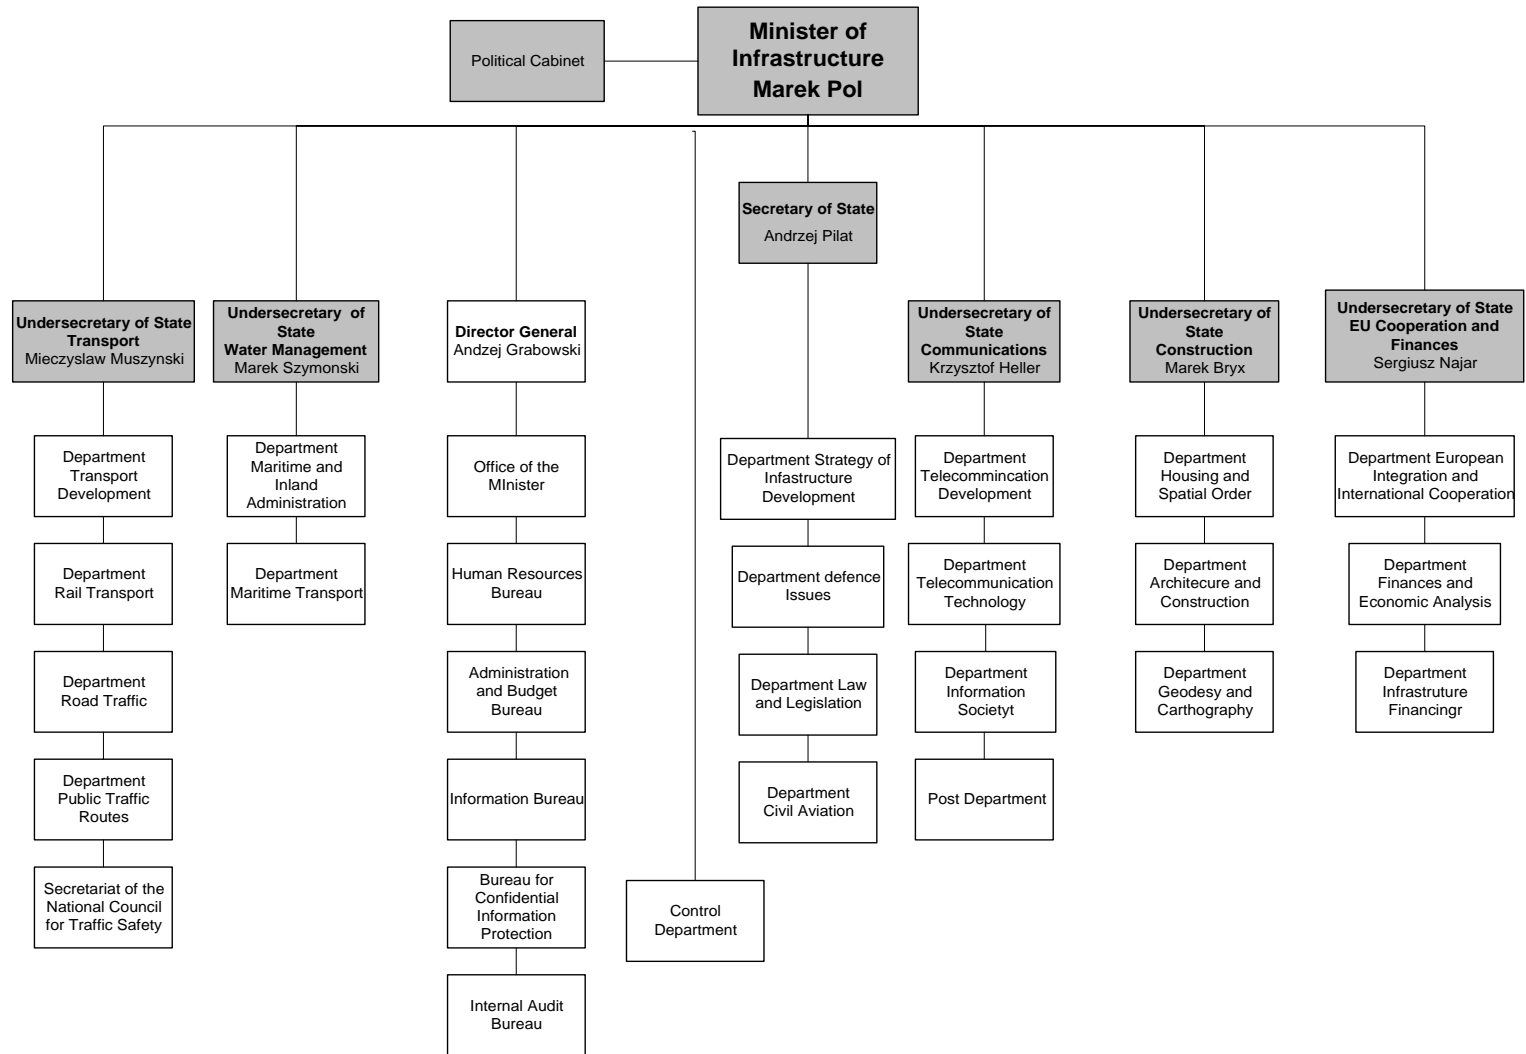 Political Cabinet
Minister of
Infrastructure
Marek Pol
Secretary of State
Andrzej Pilat
Undersecretary of State
Transport
Mieczyslaw Muszynski
Undersecretary of
State
Water Management
Marek Szymonski
Director General
Andzej Grabowski
Undersecretary of
State
Communications
Krzysztof Heller
Undersecretary of
State
Construction
Marek Bryx
Undersecretary of State
EU Cooperation and
Finances
Sergiusz Najar
Department
Transport
Development
Department
Rail Transport
Department
Road Traffic
Department
Public Traffic
Routes
Secretariat of the
National Council
for Traffic Safety
Department
Maritime and
Inland
Administration
Department
Maritime Transport
Office of the
MInister
Human Resources
Bureau
Administration
and Budget
Bureau
Information Bureau
Bureau for
Confidential
Information
Protection
Internal Audit
Bureau
Control
Department
Department Strategy of
Infastructure
Development
Department defence
Issues
Department Law
and Legislation
Department
Civil Aviation
Department
Telecommincation
Development
Department
Telecommunication
Technology
Department
Information
Societyt
Post Department
Department
Housing and
Spatial Order
Department
Architecure and
Construction
Department
Geodesy and
Carthography
Department European
Integration and
International Cooperation
Department
Finances and
Economic Analysis
Department
Infrastruture
Financingr